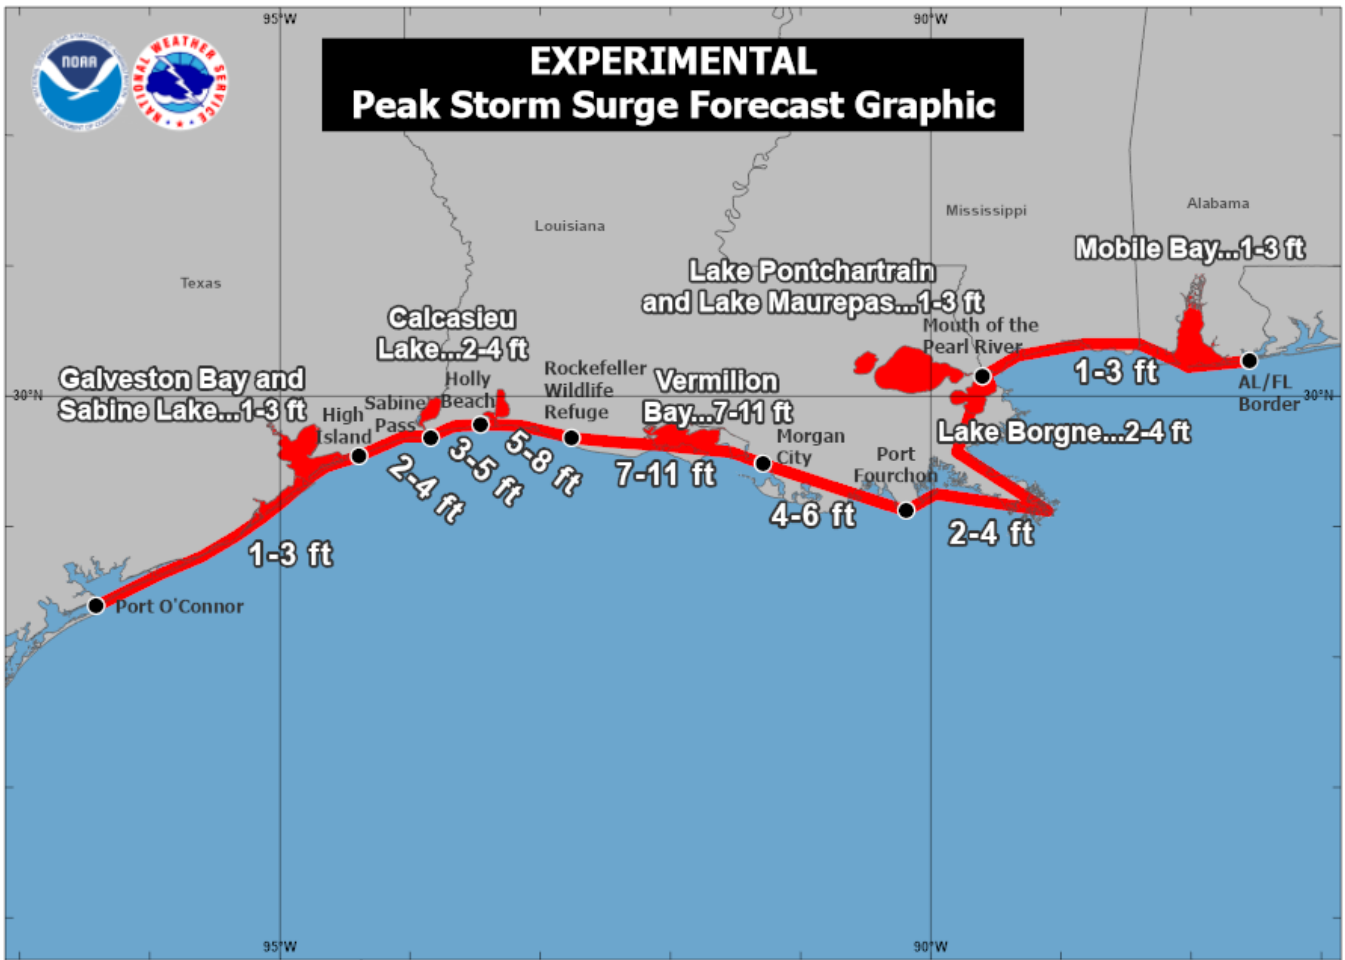 95°W
90°W
NOAA
NATIONAL WEATHER SERVICE
EXPERIMENTAL
Peak Storm Surge Forecast Graphic
Texas
Louisiana
Mississippi
Alabama
Mobile Bay...1-3 ft
Lake Pontchartrain
and Lake Maurepas...1-3 ft
Calcasieu
Lake...2-4 ft
Mouth of the
Pearl River
Galveston Bay and
Sabine Lake...1-3 ft
Holly
Beach
Rockefeller
Wildlife
Refuge
Vermilion
Bay...7-11 ft
1-3 ft
AL/FL
Border
30°N
30°N
High
Island
Sabine
Pass
Morgan
City
Port
Fourchon
Lake Borgne...2-4 ft
2-4 ft
3-5 ft
5-8 ft
7-11 ft
4-6 ft
2-4 ft
1-3 ft
Port O'Connor
95°W
90°W